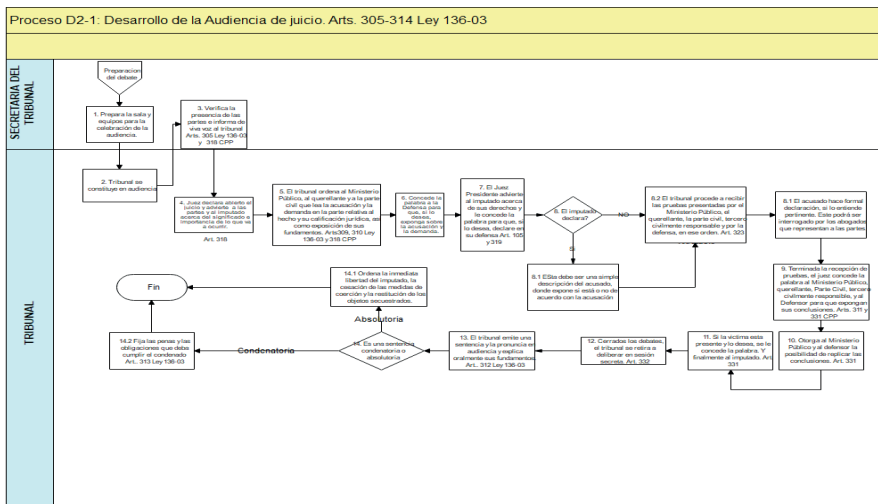 Proceso D2-1: Desarrollo de la Audiencia de juicio. Arts. 305-314 Ley 136-03
SECRETARIA DEL
TRIBUNAL
Preparacion
del debate
1. Prepara la sala y
equipos para la
celebración de la
audiencia.
2. Tribunal se
constituye en audiencia
3. Verifica la
presencia de las
partes e informa de
viva voz al tribunal
Arts. 305 Ley 136-03
y 318 CPP
TRIBUNAL
4. Juez declara abierto el
juicio y advierte a las
partes y al imputado
acerca del significado e
importancia de lo que va
a ocurrir.
Art. 318
5. El tribunal ordena al Ministerio
Público, al querellante y a la parte
civil que lea la acusación y la
demanda en la parte relativa al
hecho y su calificación jurídica, así
como exposición de sus
fundamentos. Arts309, 310 Ley
136-03 y 318 CPP
6. Concede la
palabra a la
Defensa para
que, si lo
desea,
exponga sobre
la acusación y
la demanda.
7. El Juez
Presidente advierte
al imputado acerca
de sus derechos y
le concede la
palabra para que, si
lo desea, declare en
su defensa Art. 105
y 319
8. El imputado
declara?
NO
Si
8.1 ESta debe ser una simple
descripción del acusado,
donde expone si está o no de
acuerdo con la acusación
8.2 El tribunal procede a recibir
las pruebas presentadas por el
Ministerio Público, el
querellante, la parte civil, tercero
civilmente responsable y por la
defensa, en ese orden. Art. 323
8.1 El acusado hace formal
declaración, si lo entiende
pertinente. Este podrá ser
interrogado por los abogados
que representan a las partes.
9. Terminada la recepción de
pruebas, el juez concede la
palabra al Ministerio Público,
querellante, Parte Civil, tercero
civilmente responsable, y al
Defensor para que expongan
sus conclusiones. Arts. 311 y
331 CPP
10. Otorga al Ministerio
Público y al defensor la
posibilidad de replicar las
conclusiones. Art. 331
11. Si la víctima esta
presente y lo desea, se le
concede la palabra. Y
finalmente al imputado. Art
331
12. Cerrados los debates,
el tribunal se retira a
deliberar en sesión
secreta. Art. 332
13. El tribunal emite una
sentencia y la pronuncia en
audiencia y explica
oralmente sus fundamentos.
Art.. 312 Ley 136-03
14. Es una sentencia
condenatoria o
absolutoria
Absolutoria
Condenatoria
14.1 Ordena la inmediata
libertad del imputado, la
cesación de las medidas de
coerción y la restitución de los
objetos secuestrados.
14.2 Fija las penas y las
obligaciones que debe
cumplir el condenado
Art.. 313 Ley 136-03
Fin